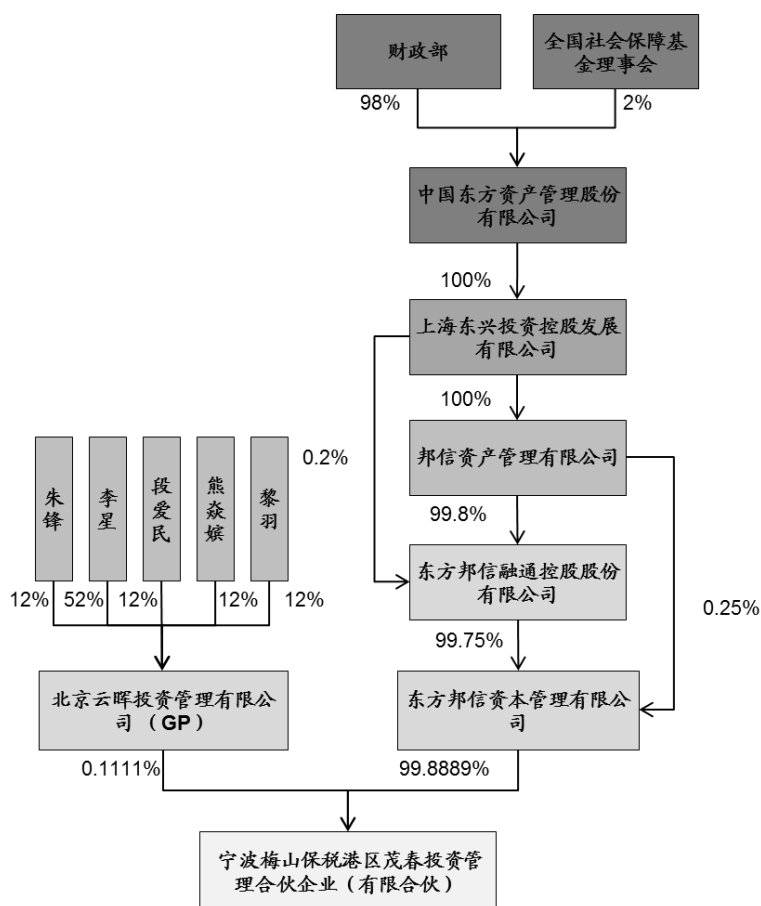 财政部
全国社会保障基
金理事会
98%
2%
中国东方资产管理股份
有限公司
100%
上海东兴投资控股发展
有限公司
100%
0.2%
邦信资产管理有限公司
朱锋
李星
段爱民
熊焱嫔
黎羽
99.8%
东方邦信融通控股股份
有限公司
12%
52%
12%
12%
12%
0.25%
99.75%
北京云晖投资管理有限公
司（GP）
东方邦信资本管理有限公
司
0.1111%
99.8889%
宁波梅山保税港区茂春投资管
理合伙企业（有限合伙）